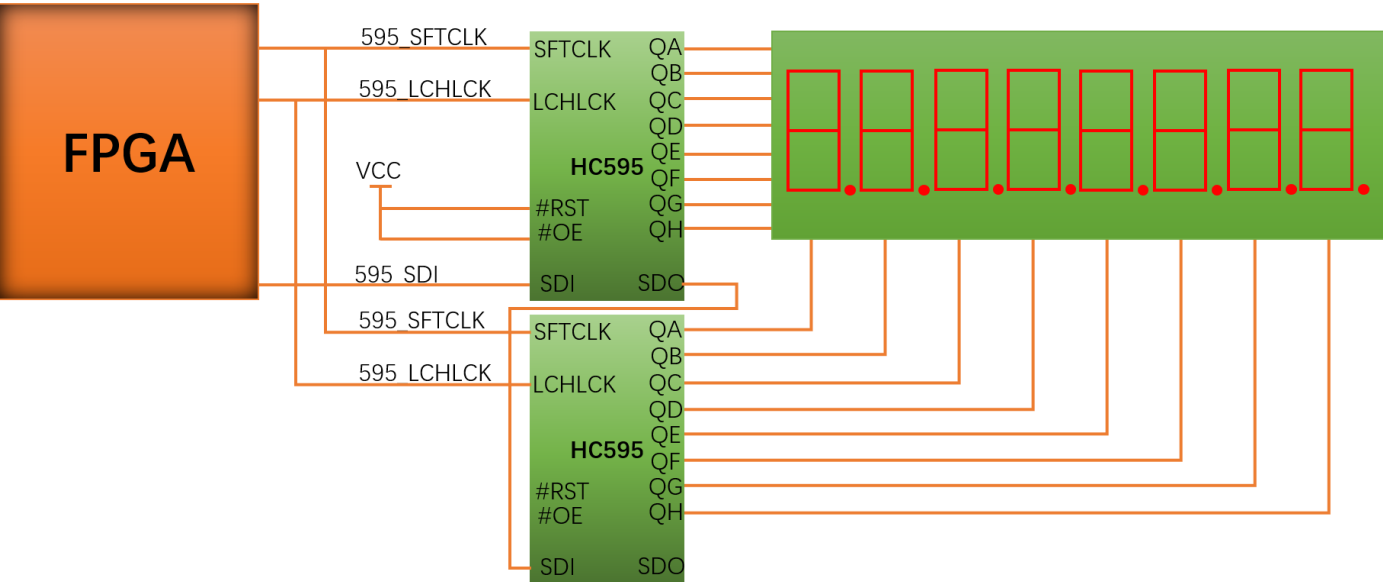 FPGA
595_SFTCLK
595_LCHLCK
VCC
595_SDI
595_SFTCLK
595_LCHLCK
SFTCLK
LCHLCK
HC595
#RST
#OE
SDI
QA
QB
QC
QD
QE
QF
QG
QH
SDO
SFTCLK
LCHLCK
HC595
#RST
#OE
SDI
QA
QB
QC
QD
QE
QF
QG
QH
SDO